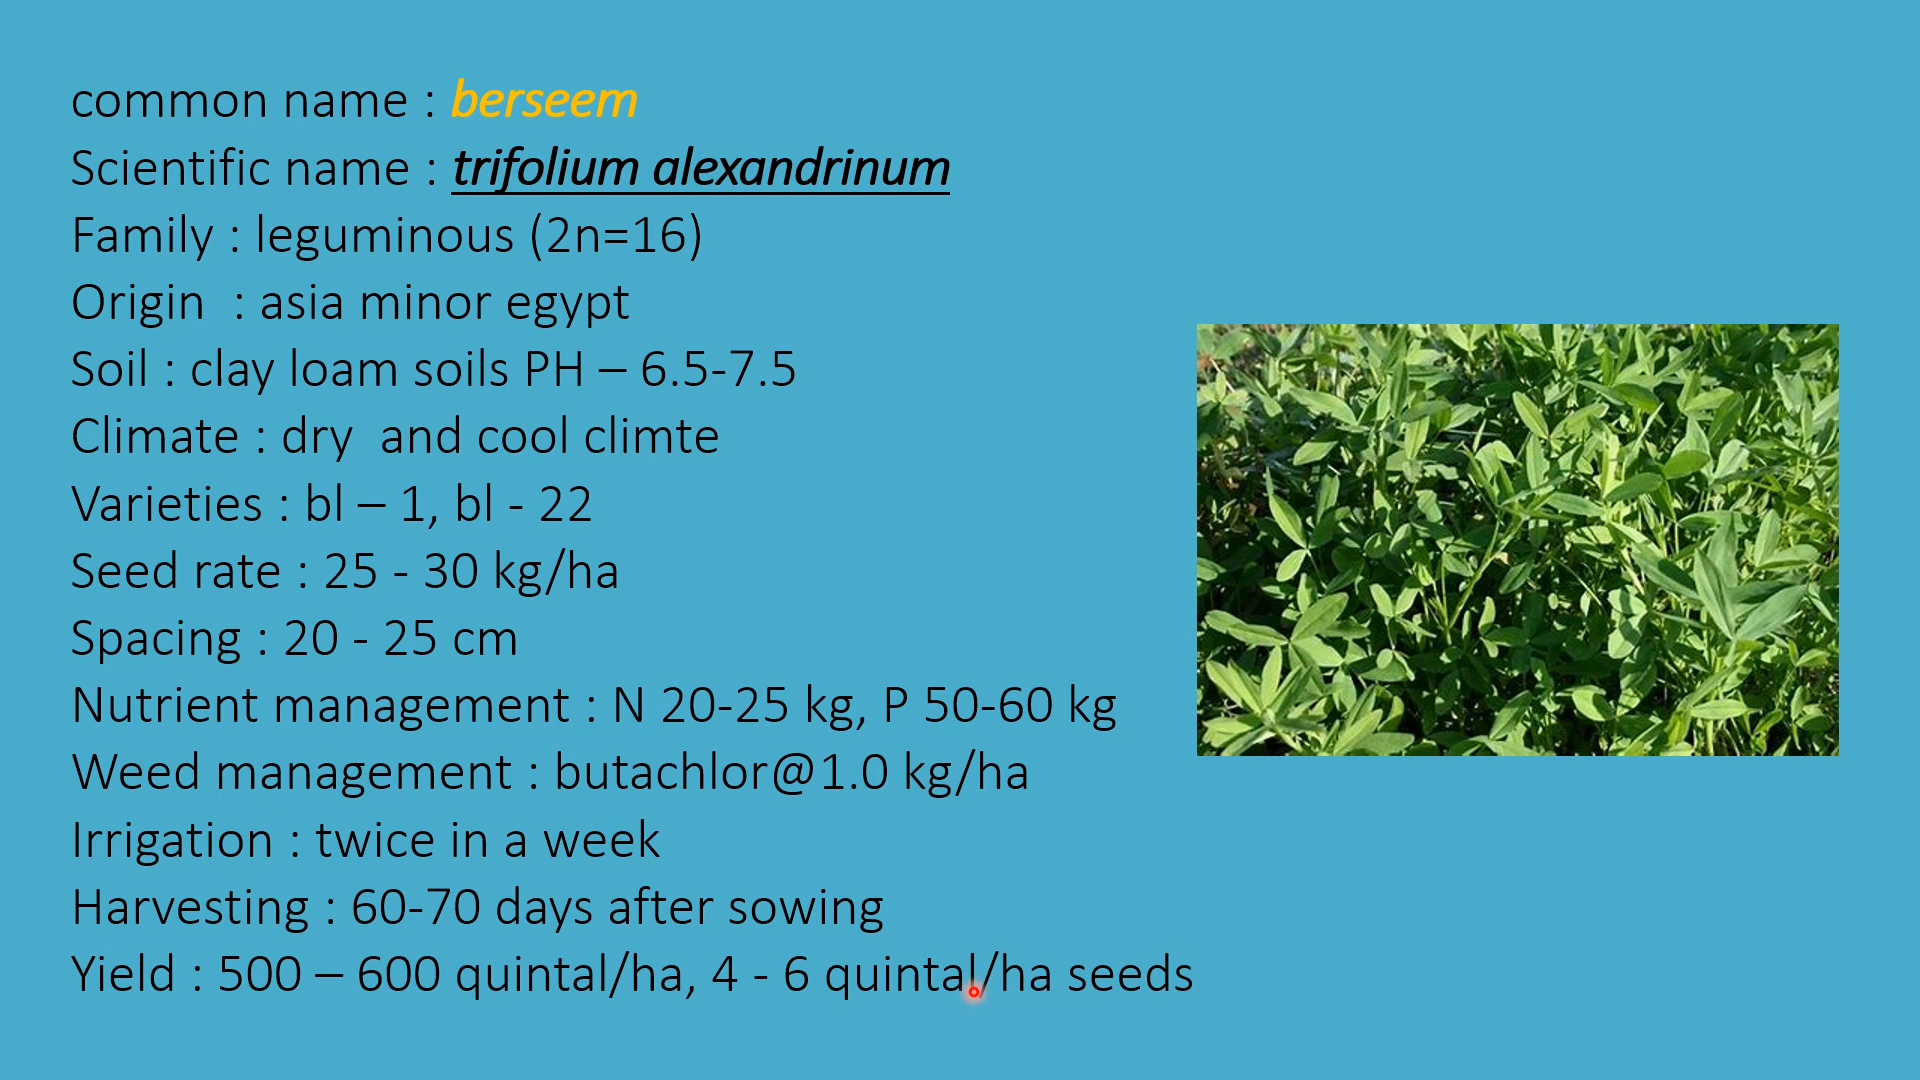 common name : berseem
Scientific name : trifolium alexandrinum
Family : leguminous (2n=16)
Origin  : asia minor egypt
Soil : clay loam soils PH – 6.5-7.5
Climate : dry  and cool climte
Varieties : bl – 1, bl - 22
Seed rate : 25 - 30 kg/ha
Spacing : 20 - 25 cm
Nutrient management : N 20-25 kg, P 50-60 kg
Weed management : butachlor@1.0 kg/ha
Irrigation : twice in a week
Harvesting : 60-70 days after sowing
Yield : 500 – 600 quintal/ha, 4 - 6 quintal/ha seeds